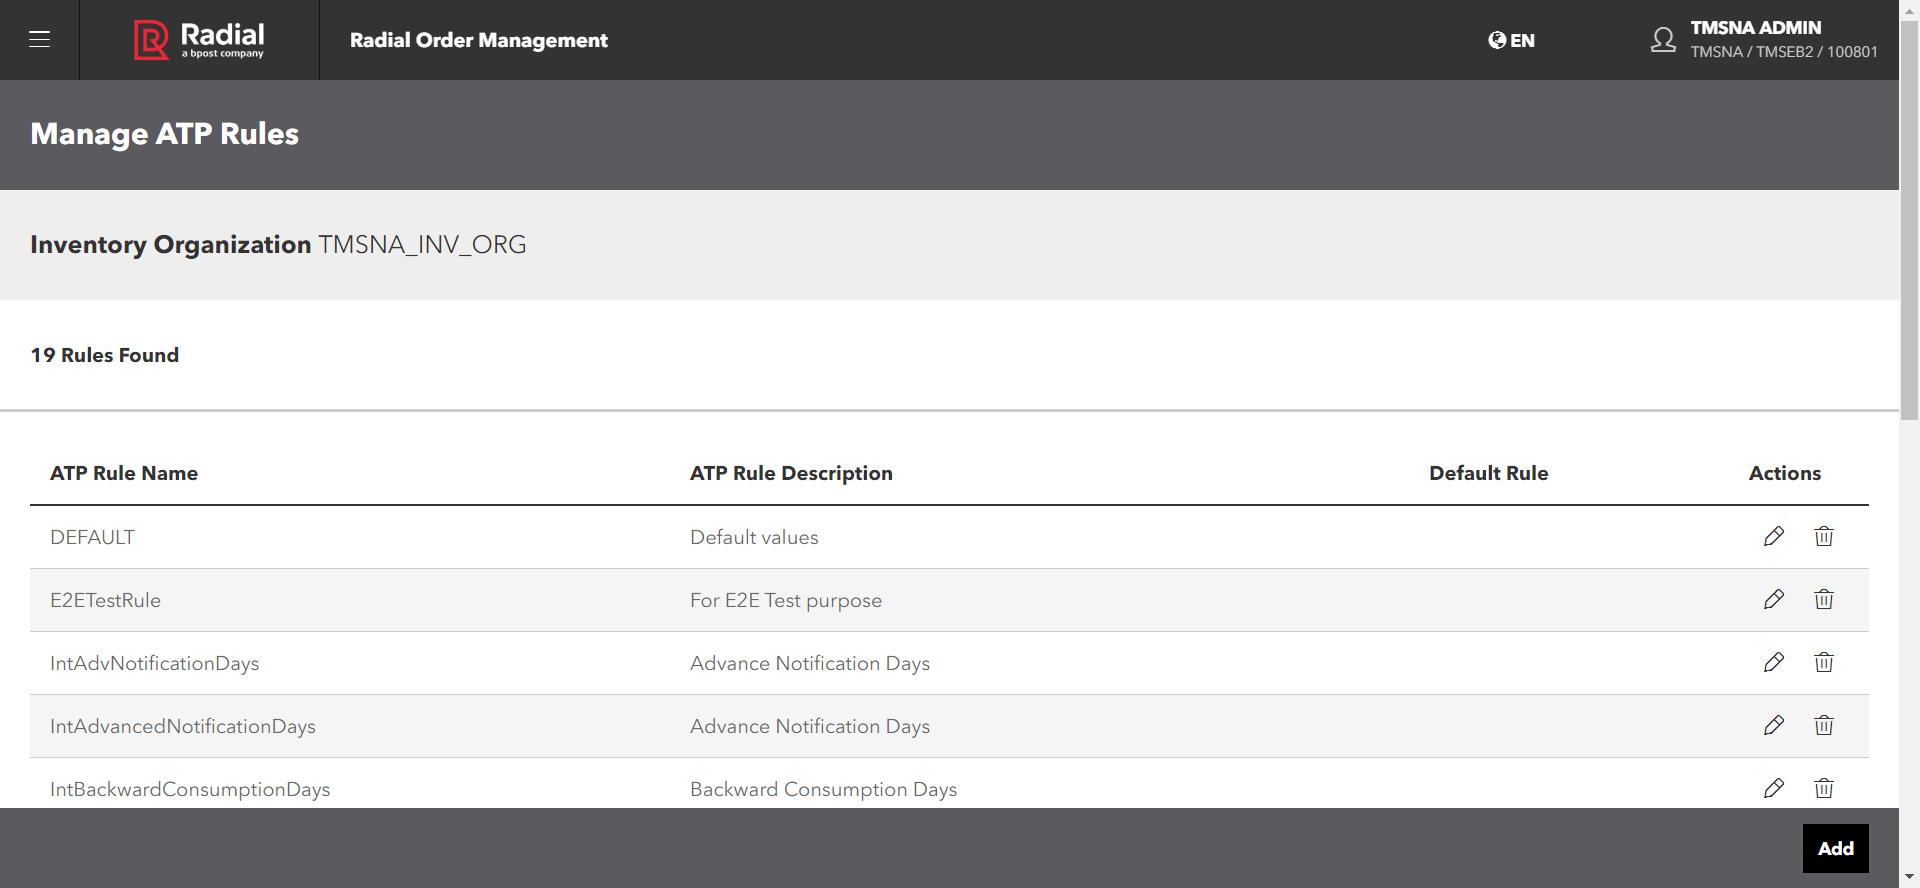 Radial
a bpost company
Radial Order Management
EN
TMSNA ADMIN
TMSNA / TMSEB2 / 100801
Manage ATP Rules
Inventory Organization TMSNA_INV_ORG
19 Rules Found
ATP Rule Name ATP Rule Description Default Rule Actions
DEFAULT Default values
E2ETestRule For E2E Test purpose
IntAdvNotificationDays Advance Notification Days
IntAdvancedNotificationDays Advance Notification Days
IntBackwardConsumptionDays Backward Consumption Days
Add